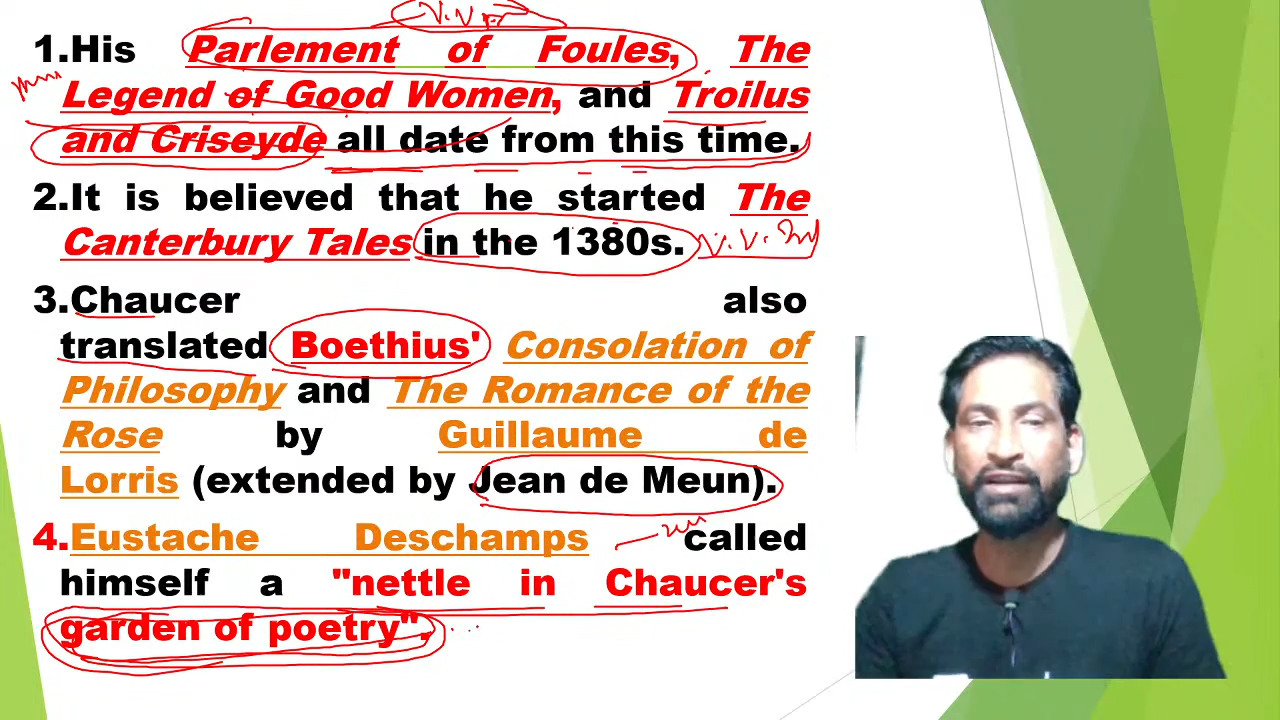 1.His Parlement of Foules, The
Legend of Good Women, and Troilus
and Criseyde all date from this time.
2.It is believed that he started The
Canterbury Tales in the 1380s.
3.Chaucer also
translated Boethius' Consolation of
Philosophy and The Romance of the
Rose by Guillaume de
Lorris (extended by Jean de Meun).
4.Eustache Deschamps called
himself a "nettle in Chaucer's
garden of poetry".